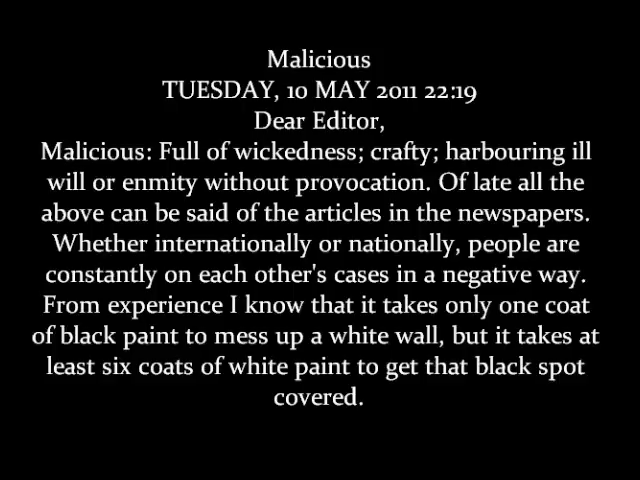 Malicious
TUESDAY, 10 MAY 2011 22:19
Dear Editor,
Malicious: Full of wickedness; crafty; harbouring ill
will or enmity without provocation. Of late all the
above can be said of the articles in the newspapers.
Whether internationally or nationally, people are
constantly on each other's cases in a negative way.
From experience I know that it takes only one coat
of black paint to mess up a white wall, but it takes at
least six coats of white paint to get that black spot
covered.